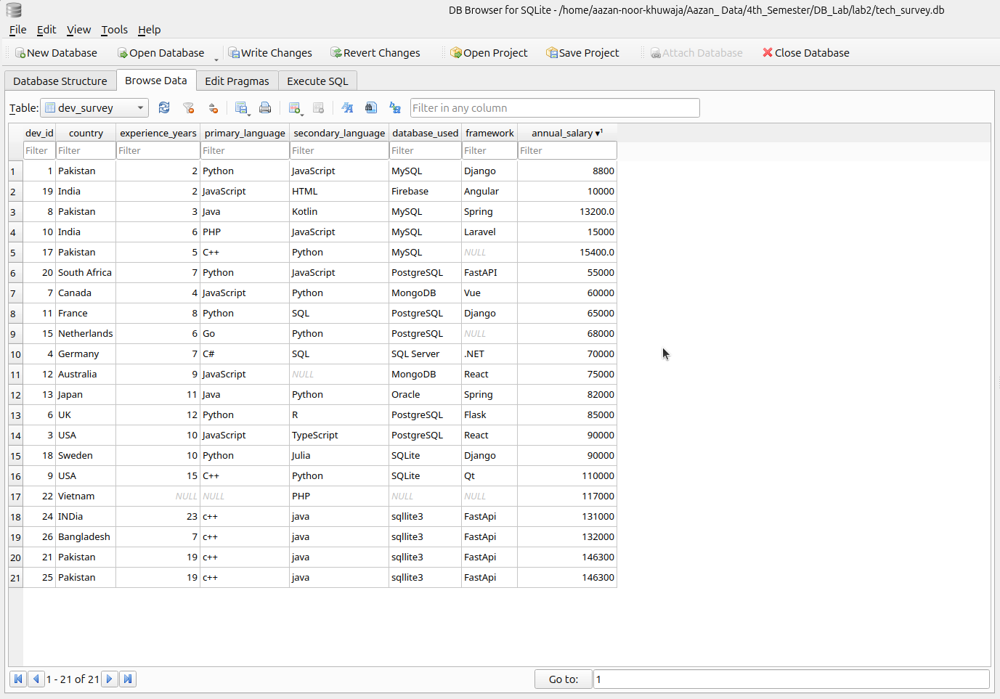 DB Browser for SQLite - /home/aazan-noor-khuwaja/Aazan_ Data/4th_Semester/DB_Lab/lab2/tech_survey.db
File Edit View Tools Help
New Database Open Database Write Changes Revert Changes Open Project Save Project Attach Database Close Database
Database Structure Browse Data Edit Pragmas Execute SQL
Table: dev_survey Filter in any column
dev_id country experience_years primary_language secondary_language database_used framework annual_salary ▾1
Filter Filter Filter Filter Filter Filter Filter Filter
1 1 Pakistan 2 Python JavaScript MySQL Django 8800
2 19 India 2 JavaScript HTML Firebase Angular 10000
3 8 Pakistan 3 Java Kotlin MySQL Spring 13200.0
4 10 India 6 PHP JavaScript MySQL Laravel 15000
5 17 Pakistan 5 C++ Python MySQL NULL 15400.0
6 20 South Africa 7 Python JavaScript PostgreSQL FastAPI 55000
7 7 Canada 4 JavaScript Python MongoDB Vue 60000
8 11 France 8 Python SQL PostgreSQL Django 65000
9 15 Netherlands 6 Go Python PostgreSQL NULL 68000
10 4 Germany 7 C# SQL SQL Server .NET 70000
11 12 Australia 9 JavaScript NULL MongoDB React 75000
12 13 Japan 11 Java Python Oracle Spring 82000
13 6 UK 12 Python R PostgreSQL Flask 85000
14 3 USA 10 JavaScript TypeScript PostgreSQL React 90000
15 18 Sweden 10 Python Julia SQLite Django 90000
16 9 USA 15 C++ Python SQLite Qt 110000
17 22 Vietnam NULL NULL PHP NULL NULL 117000
18 24 INDia 23 c++ java sqllite3 FastApi 131000
19 26 Bangladesh 7 c++ java sqllite3 FastApi 132000
20 21 Pakistan 19 c++ java sqllite3 FastApi 146300
21 25 Pakistan 19 c++ java sqllite3 FastApi 146300
1 - 21 of 21 Go to: 1